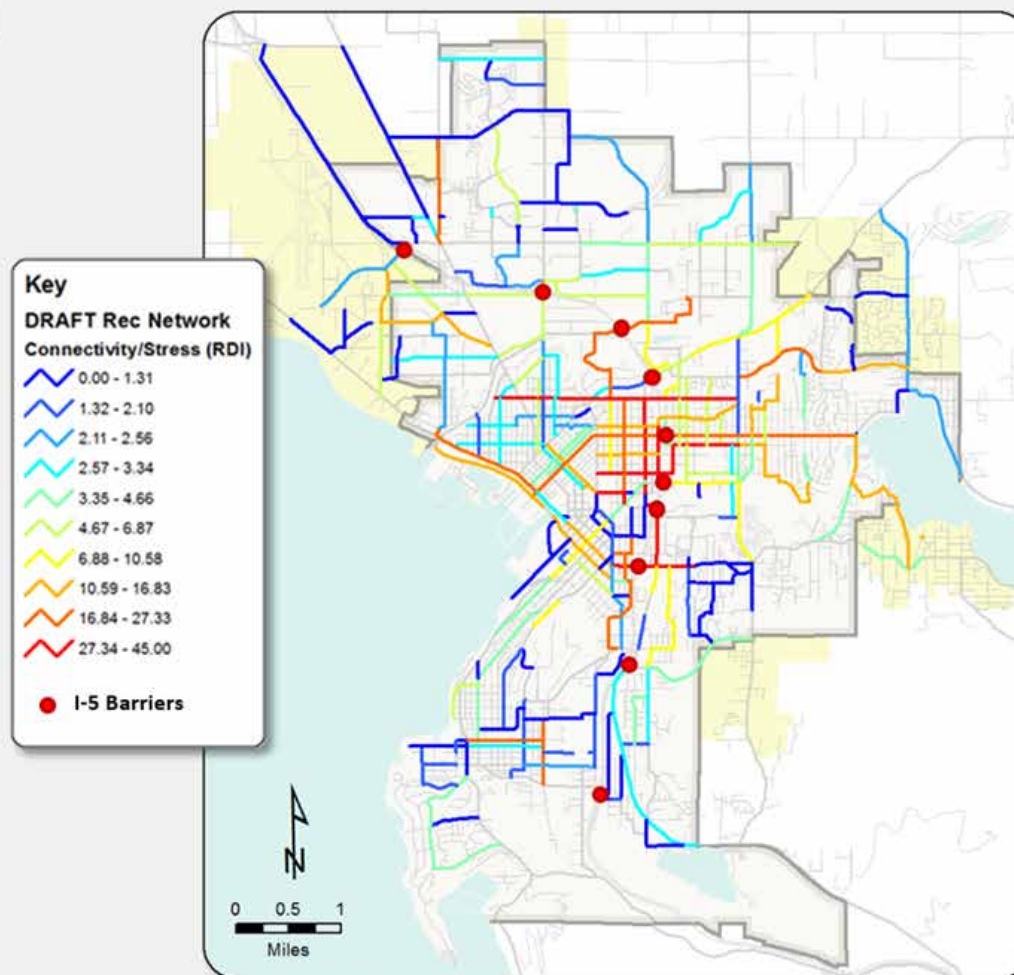 Key
DRAFT Rec Network
Connectivity/Stress (RDI)
0.00 - 1.31
1.32 - 2.10
2.11 - 2.56
2.57 - 3.34
3.35 - 4.66
4.67 - 6.87
6.88 - 10.58
10.59 - 16.83
16.84 - 27.33
27.34 - 45.00
I-5 Barriers
N
0 0.5 1
Miles